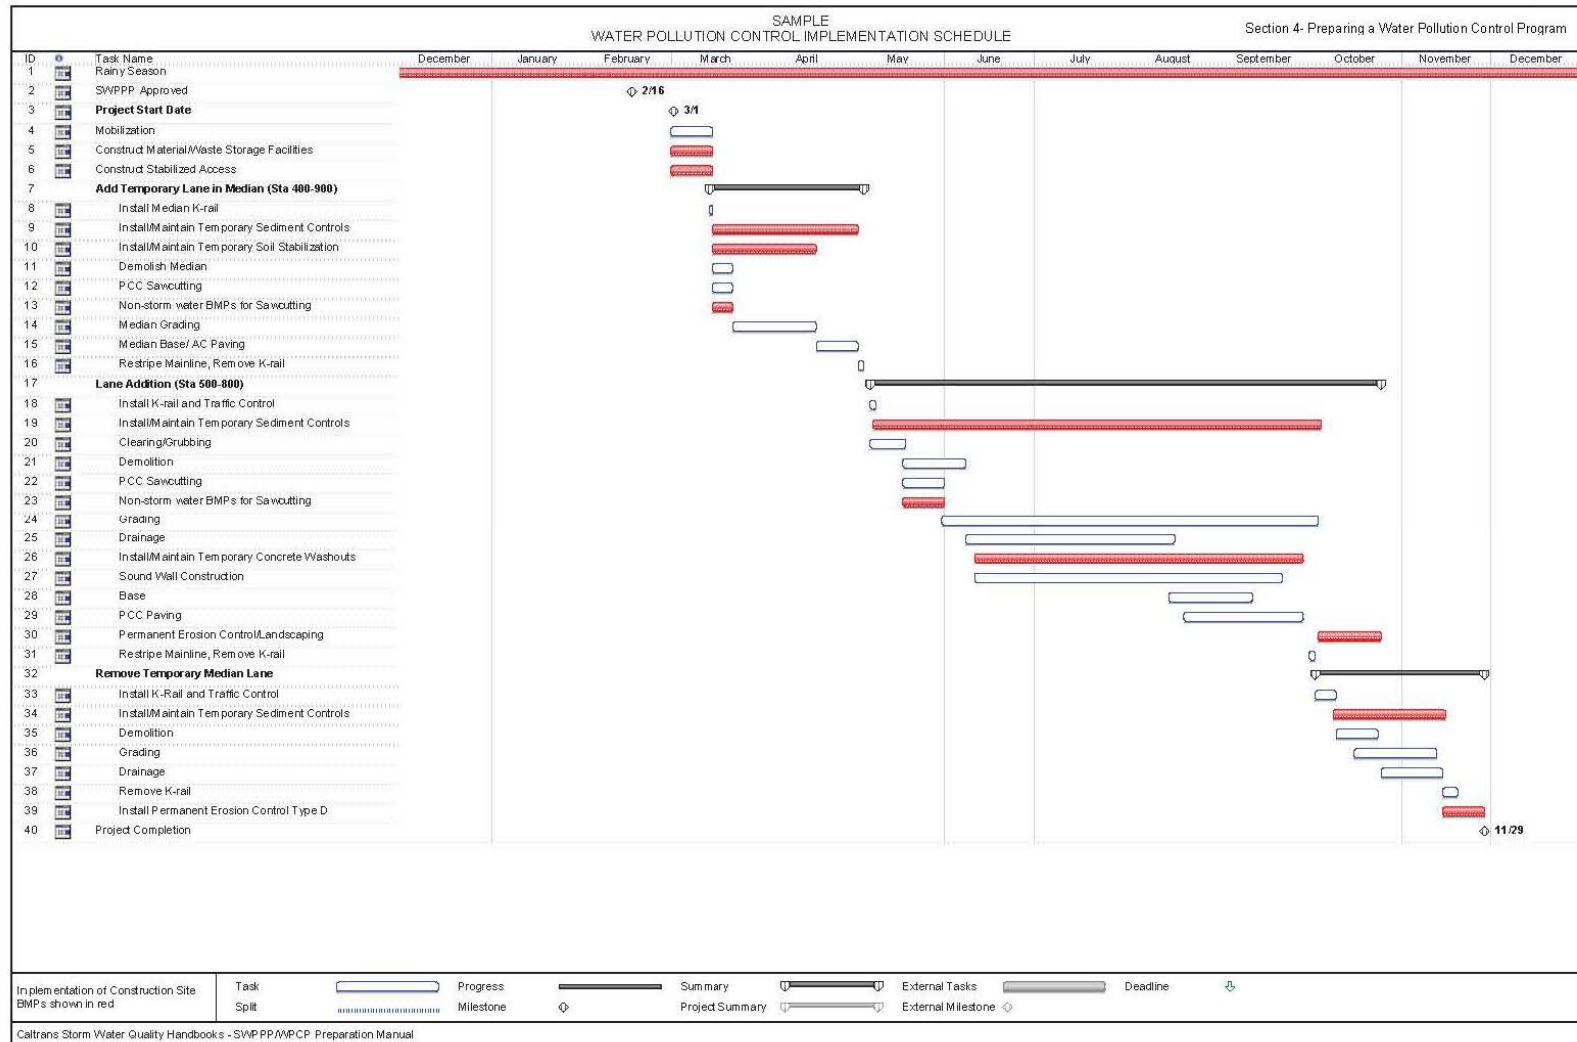 SAMPLE
WATER POLLUTION CONTROL IMPLEMENTATION SCHEDULE
Section 4- Preparing a Water Pollution Control Program
ID Task Name December January February March April May June July August September October November December
1 Rainy Season
2 SWPPP Approved 2/16
3 Project Start Date 3/1
4 Mobilization
5 Construct Material/Waste Storage Facilities
6 Construct Stabilized Access
7 Add Temporary Lane in Median (Sta 400-900)
8 Install Median K-rail
9 Install/Maintain Temporary Sediment Controls
10 Install/Maintain Temporary Soil Stabilization
11 Demolish Median
12 PCC Sawcutting
13 Non-storm water BMPs for Sawcutting
14 Median Grading
15 Median Base/ AC Paving
16 Restripe Mainline, Remove K-rail
17 Lane Addition (Sta 500-800)
18 Install K-rail and Traffic Control
19 Install/Maintain Temporary Sediment Controls
20 Clearing/Grubbing
21 Demolition
22 PCC Sawcutting
23 Non-storm water BMPs for Sawcutting
24 Grading
25 Drainage
26 Install/Maintain Temporary Concrete Washouts
27 Sound Wall Construction
28 Base
29 PCC Paving
30 Permanent Erosion Control/Landscaping
31 Restripe Mainline, Remove K-rail
32 Remove Temporary Median Lane
33 Install K-Rail and Traffic Control
34 Install/Maintain Temporary Sediment Controls
35 Demolition
36 Grading
37 Drainage
38 Remove K-rail
39 Install Permanent Erosion Control Type D
40 Project Completion 11/29
Implementation of Construction Site
BMPs shown in red
Task Progress Summary External Tasks Deadline
Split Milestone Project Summary External Milestone
Caltrans Storm Water Quality Handbooks - SWPPP/WPCP Preparation Manual